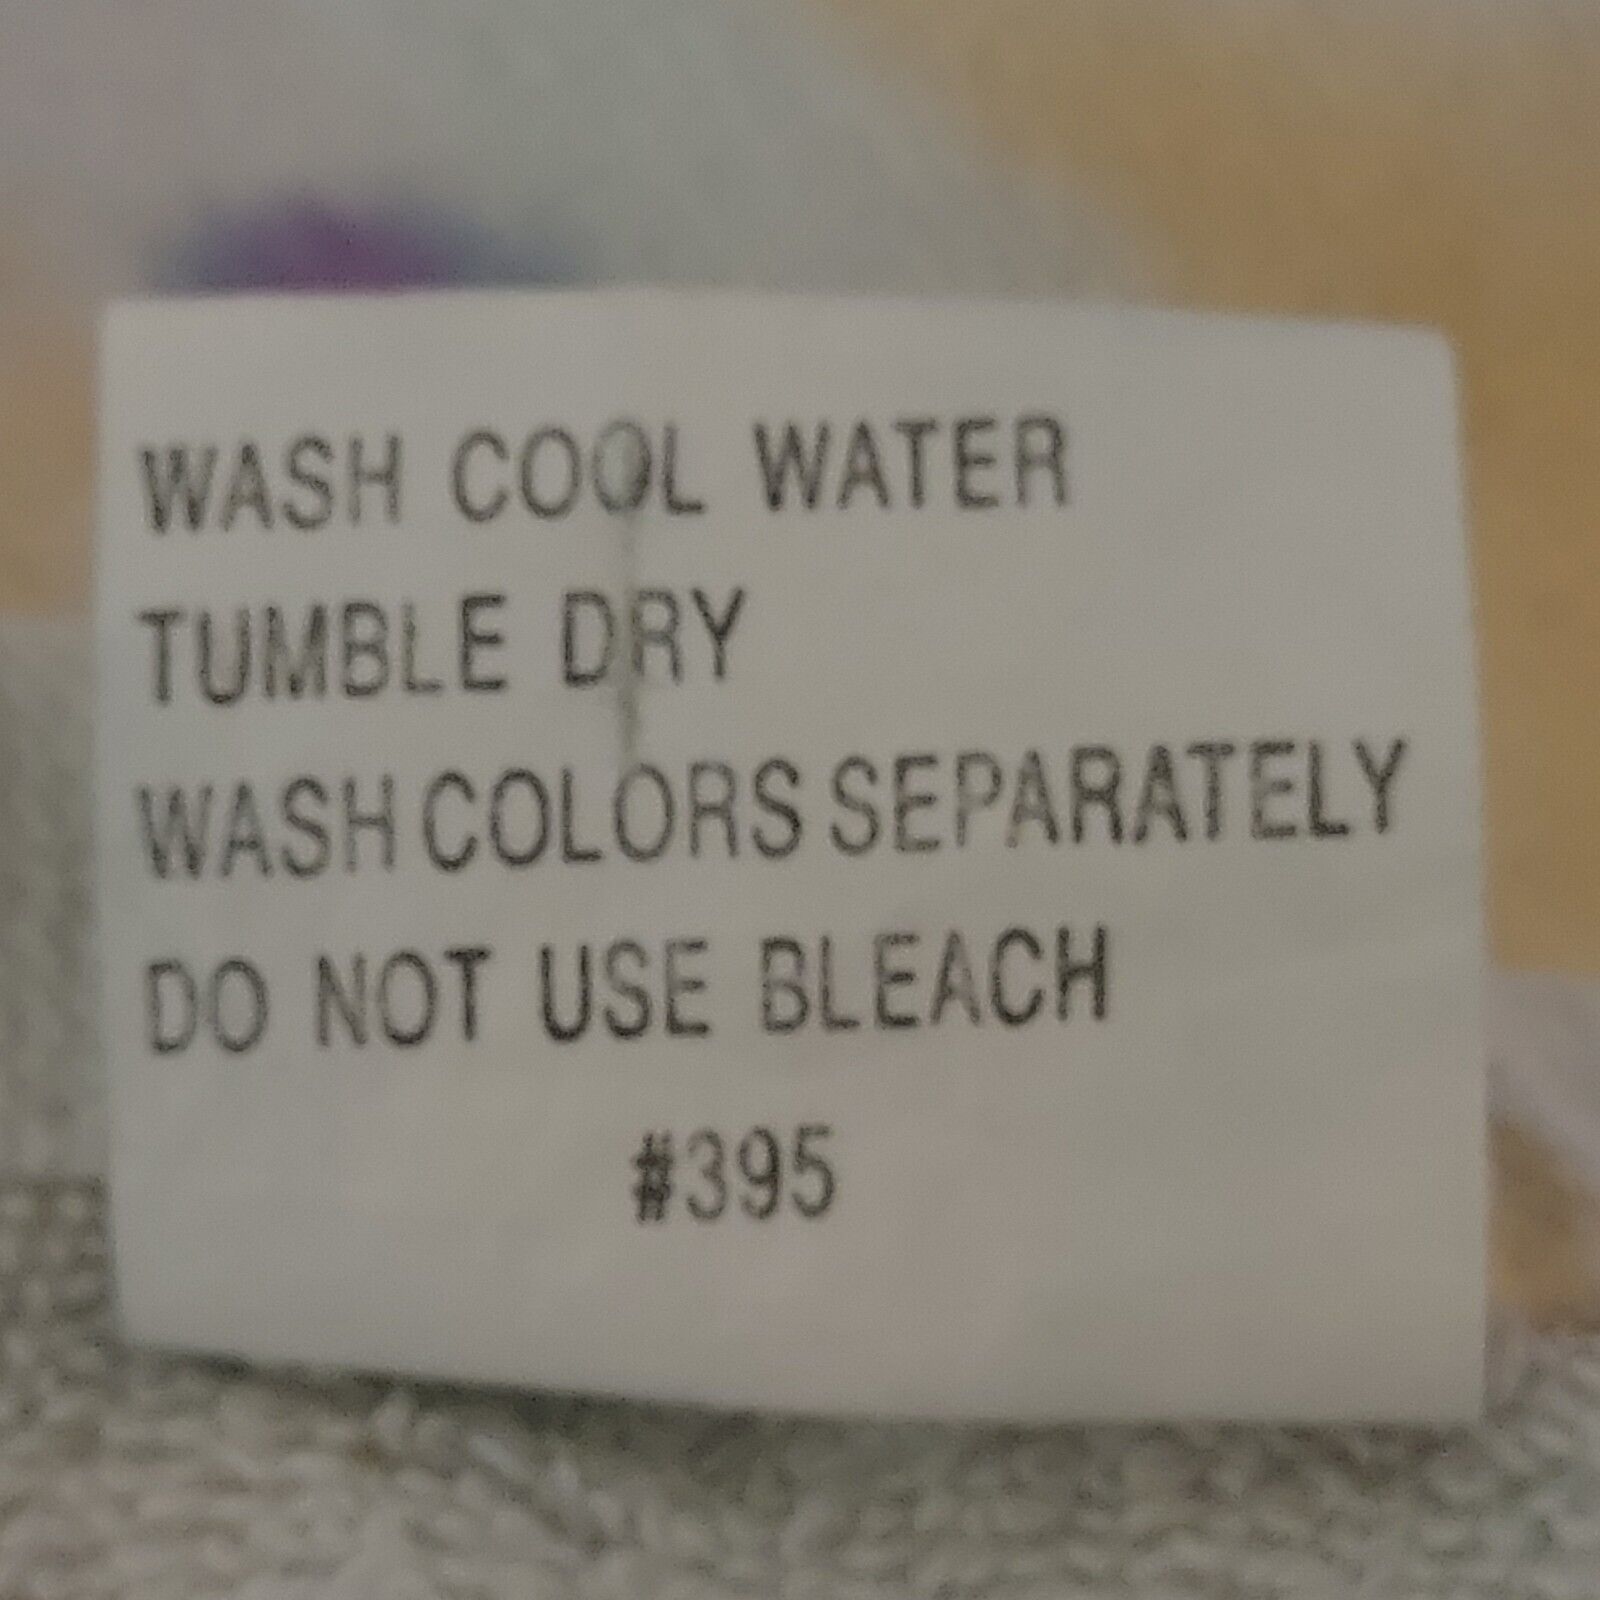 WASH COOL WATER
TUMBLE DRY
WASH COLORS SEPARATELY
DO NOT USE BLEACH
#395